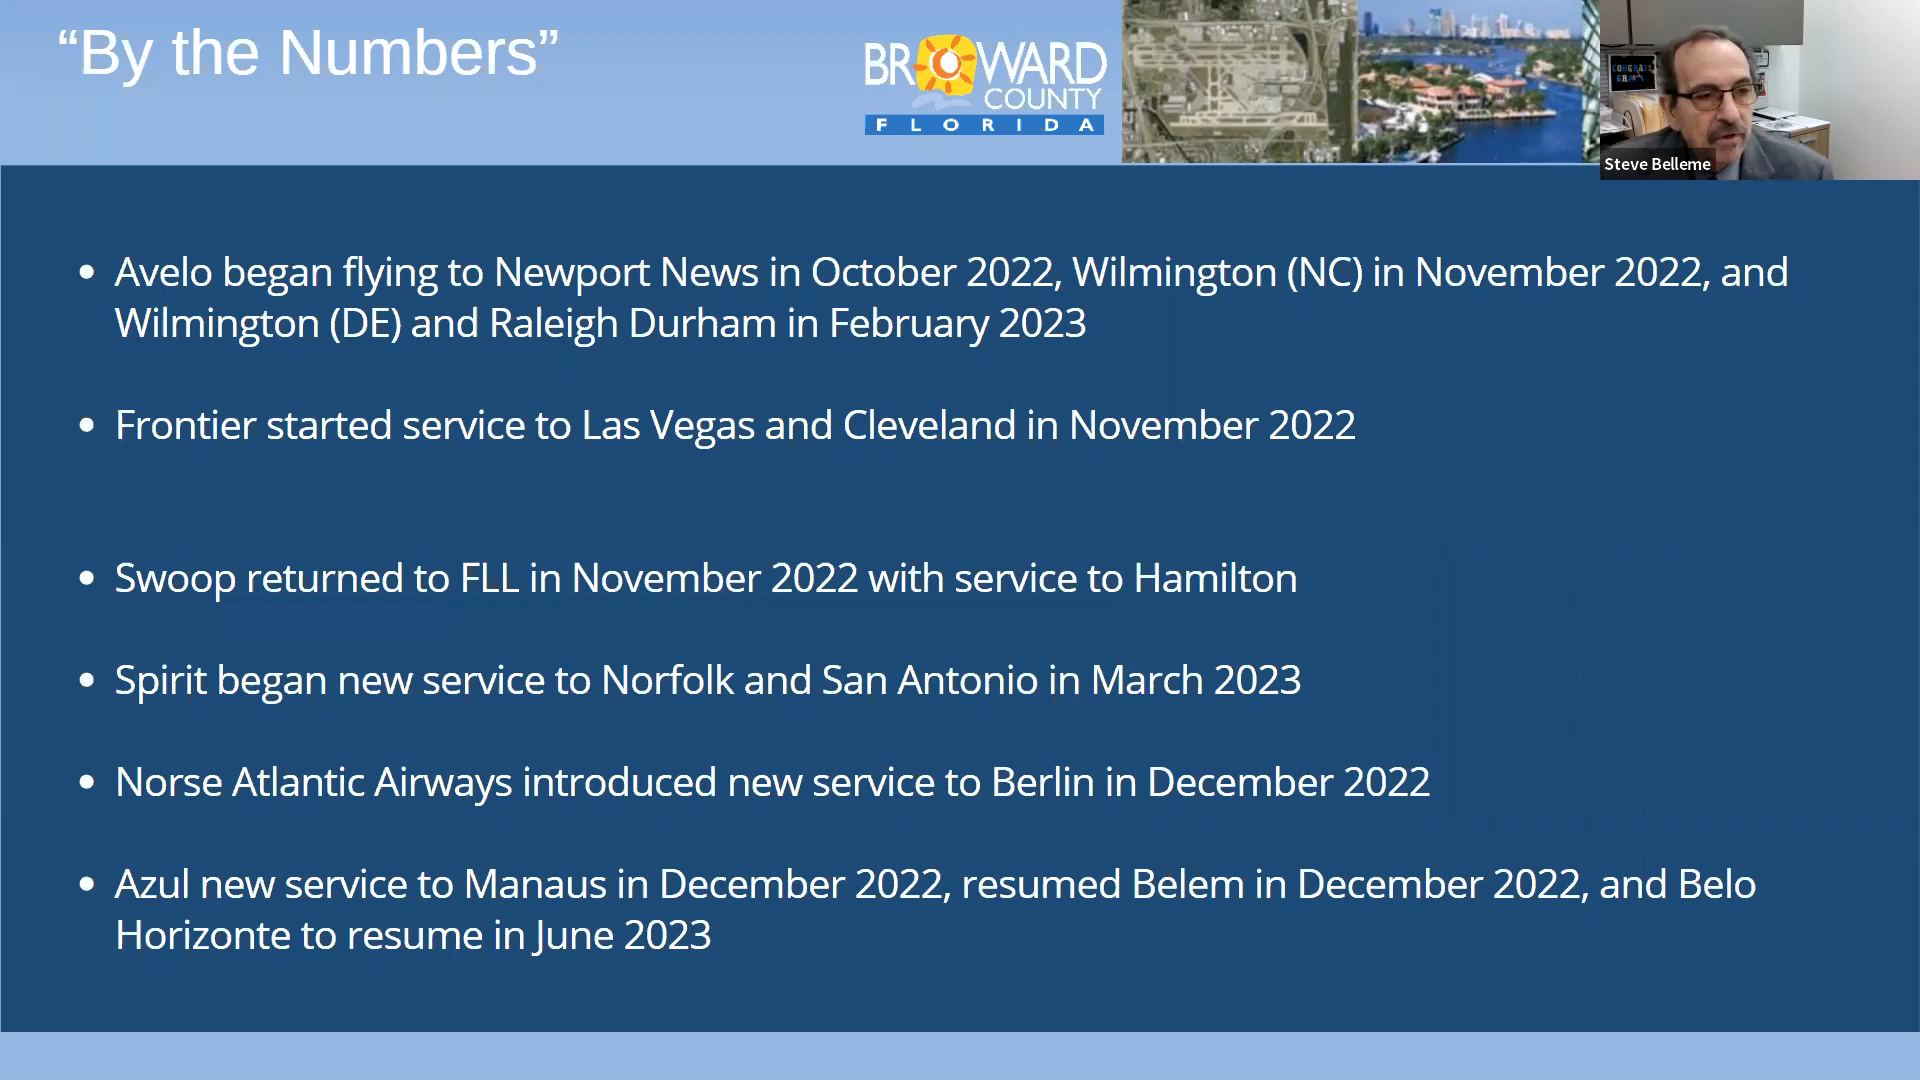 “By the Numbers”
BROWARD
COUNTY
FLORIDA
CONGRATS
GRADS
Steve Belleme
• Avelo began flying to Newport News in October 2022, Wilmington (NC) in November 2022, and
Wilmington (DE) and Raleigh Durham in February 2023
• Frontier started service to Las Vegas and Cleveland in November 2022
• Swoop returned to FLL in November 2022 with service to Hamilton
• Spirit began new service to Norfolk and San Antonio in March 2023
• Norse Atlantic Airways introduced new service to Berlin in December 2022
• Azul new service to Manaus in December 2022, resumed Belem in December 2022, and Belo
Horizonte to resume in June 2023